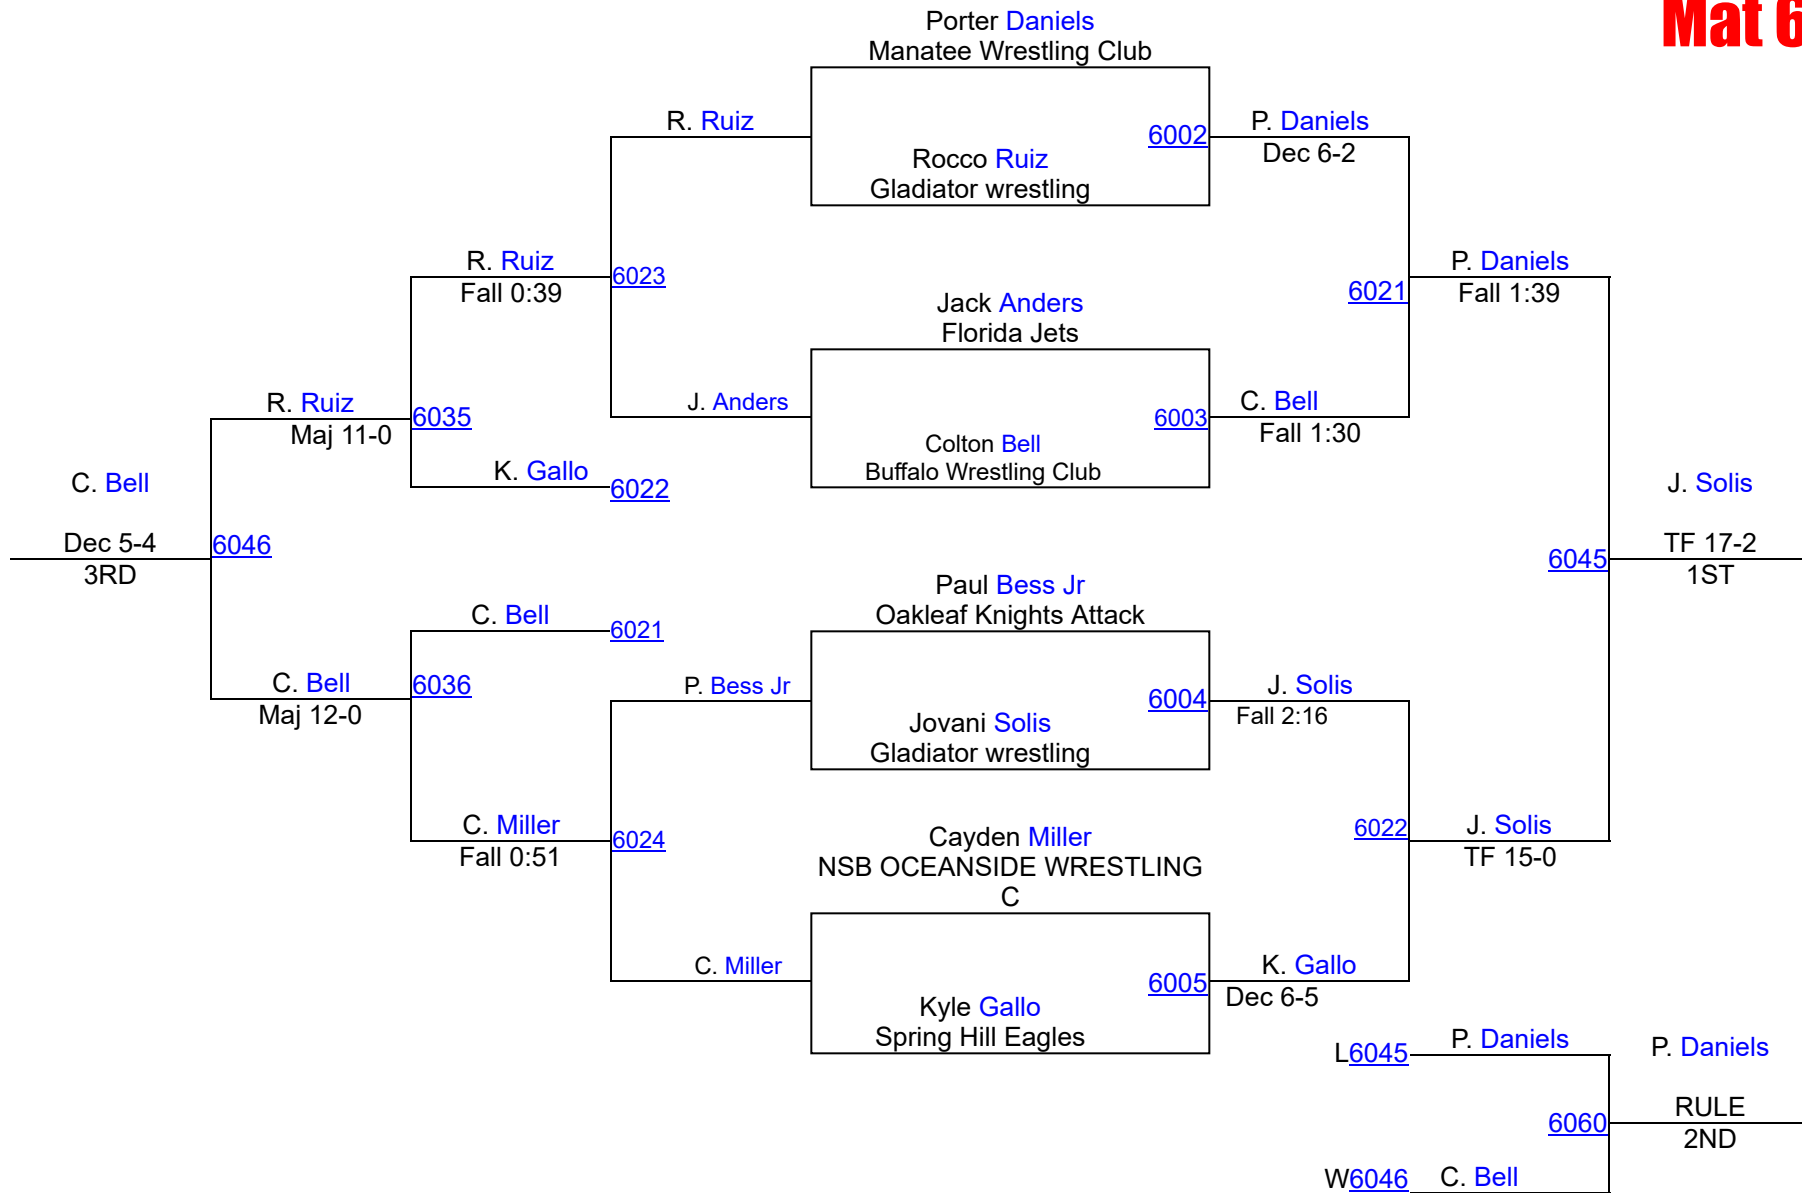 Mat 6
Porter Daniels
Manatee Wrestling Club
R. Ruiz
6002
P. Daniels
Dec 6-2
Rocco Ruiz
Gladiator wrestling
R. Ruiz
Fall 0:39
6023
Jack Anders
Florida Jets
6021
P. Daniels
Fall 1:39
R. Ruiz
Maj 11-0
6035
J. Anders
6003
C. Bell
Fall 1:30
Colton Bell
Buffalo Wrestling Club
K. Gallo
6022
C. Bell
Dec 5-4
3RD
6046
J. Solis
TF 17-2
1ST
6045
Paul Bess Jr
Oakleaf Knights Attack
C. Bell
6021
C. Bell
Maj 12-0
6036
P. Bess Jr
6004
J. Solis
Fall 2:16
Jovani Solis
Gladiator wrestling
C. Miller
Fall 0:51
6024
Cayden Miller
NSB OCEANSIDE WRESTLING
C
6022
J. Solis
TF 15-0
C. Miller
6005
K. Gallo
Dec 6-5
Kyle Gallo
Spring Hill Eagles
L6045
P. Daniels
P. Daniels
6060
RULE
2ND
W6046
C. Bell